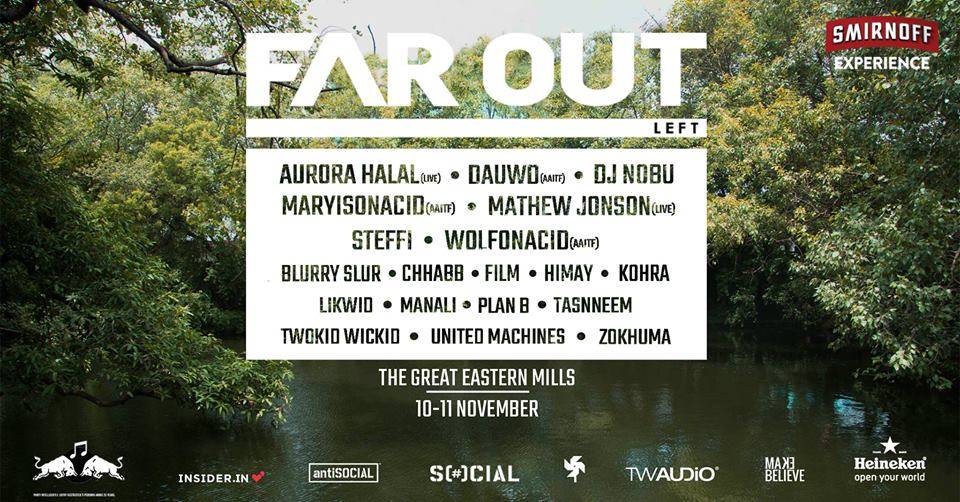 FAR OUT
LEFT
SMIRNOFF
EXPERIENCE
AURORA HALAL(LIVE) • DAUWD(AAITF) • DJ NOBU
MARYISONACID(AAITF) • MATHEW JONSON(LIVE)
STEFFI • WOLFONACID(AAITF)
BLURRY SLUR • CHHABB • FILM • HIMAY • KOHRA
LIKWID • MANALI • PLAN B • TASNNEEM
TWOKID WICKID • UNITED MACHINES • ZOKHUMA
THE GREAT EASTERN MILLS
10-11 NOVEMBER
INSIDER.IN
antiSOCIAL
S(#)CIAL
TWAUDiO
MAKE
BELIEVE
Heineken
open your world